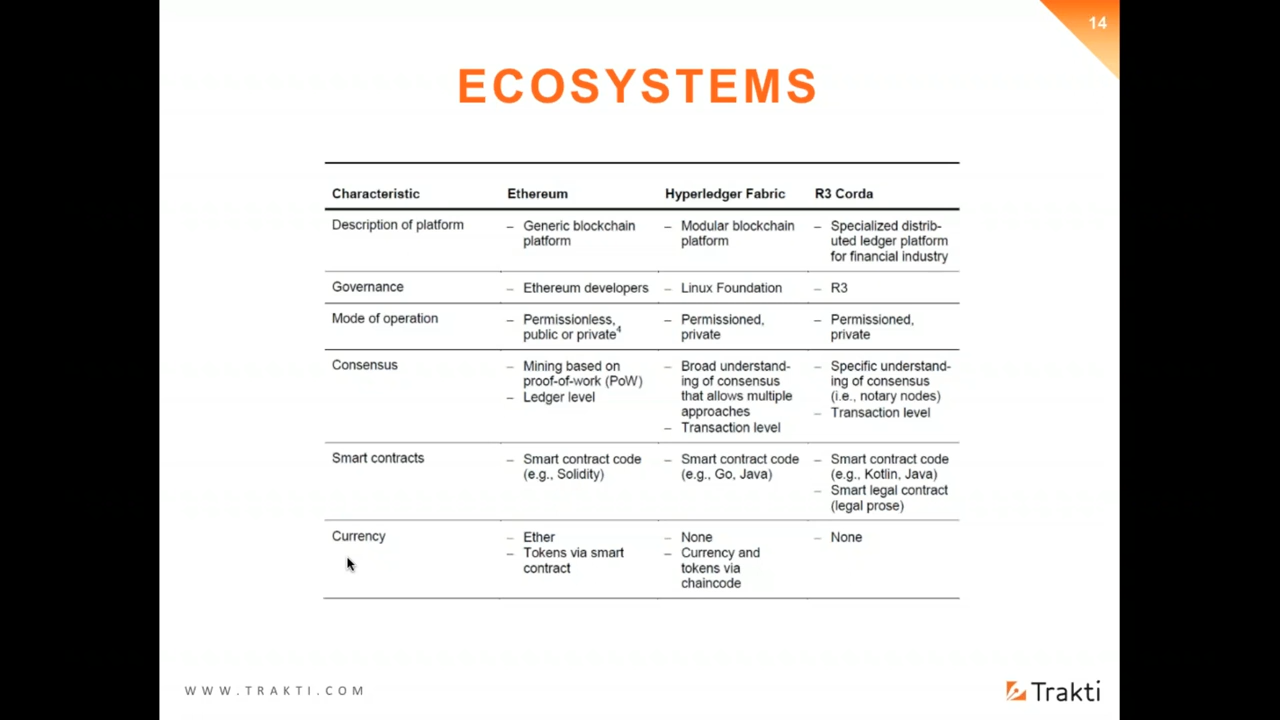 14
ECOSYSTEMS
Characteristic Ethereum Hyperledger Fabric R3 Corda
Description of platform
– Generic blockchain
platform
– Modular blockchain
platform
– Specialized distrib-
uted ledger platform
for financial industry
Governance
– Ethereum developers
– Linux Foundation
– R3
Mode of operation
– Permissionless,
public or private4
– Permissioned,
private
– Permissioned,
private
Consensus
– Mining based on
proof-of-work (PoW)
– Ledger level
– Broad understand-
ing of consensus
that allows multiple
approaches
– Transaction level
– Specific understand-
ing of consensus
(i.e., notary nodes)
– Transaction level
Smart contracts
– Smart contract code
(e.g., Solidity)
– Smart contract code
(e.g., Go, Java)
– Smart contract code
(e.g., Kotlin, Java)
– Smart legal contract
(legal prose)
Currency
– Ether
– Tokens via smart
contract
– None
– Currency and
tokens via
chaincode
– None
WWW.TRAKTI.COM
Trakti